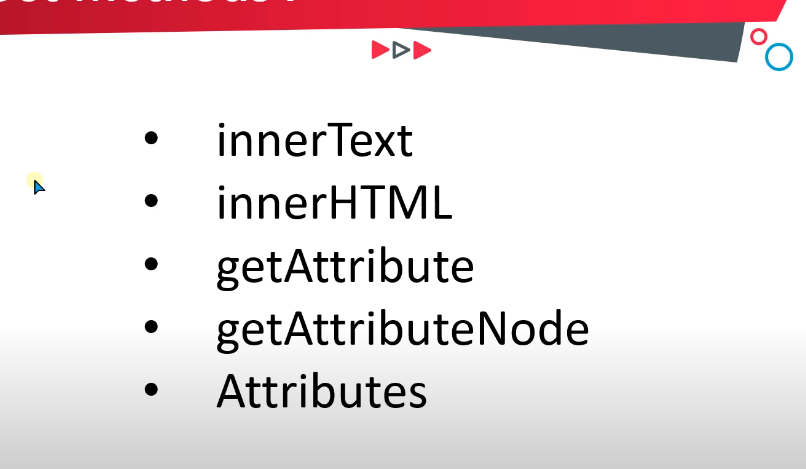 • innerText
• innerHTML
• getAttribute
• getAttributeNode
• Attributes